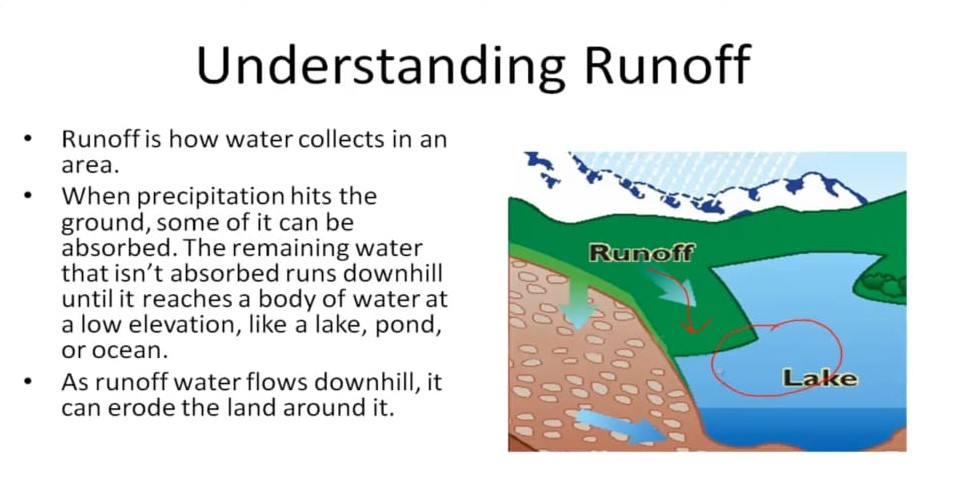 Understanding Runoff
• Runoff is how water collects in an
area.
• When precipitation hits the
ground, some of it can be
absorbed. The remaining water
that isn't absorbed runs downhill
until it reaches a body of water at
a low elevation, like a lake, pond,
or ocean.
• As runoff water flows downhill, it
can erode the land around it.
Runoff
Lake